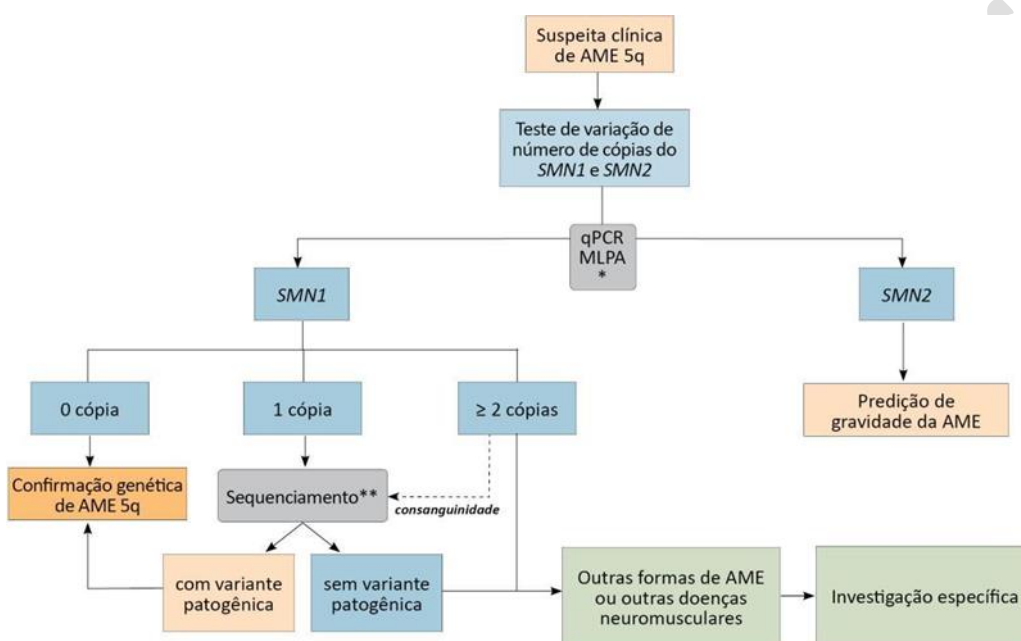 Suspeita clínica
de AME 5q
Teste de variação de
número de cópias do
SMN1 e SMN2
qPCR
MLPA
*
SMN1
SMN2
0 cópia
1 cópia
≥ 2 cópias
Predição de
gravidade da AME
Confirmação genética
de AME 5q
Sequenciamento**
consanguinidade
com variante
patogênica
sem variante
patogênica
Outras formas de AME
ou outras doenças
neuromusculares
Investigação específica